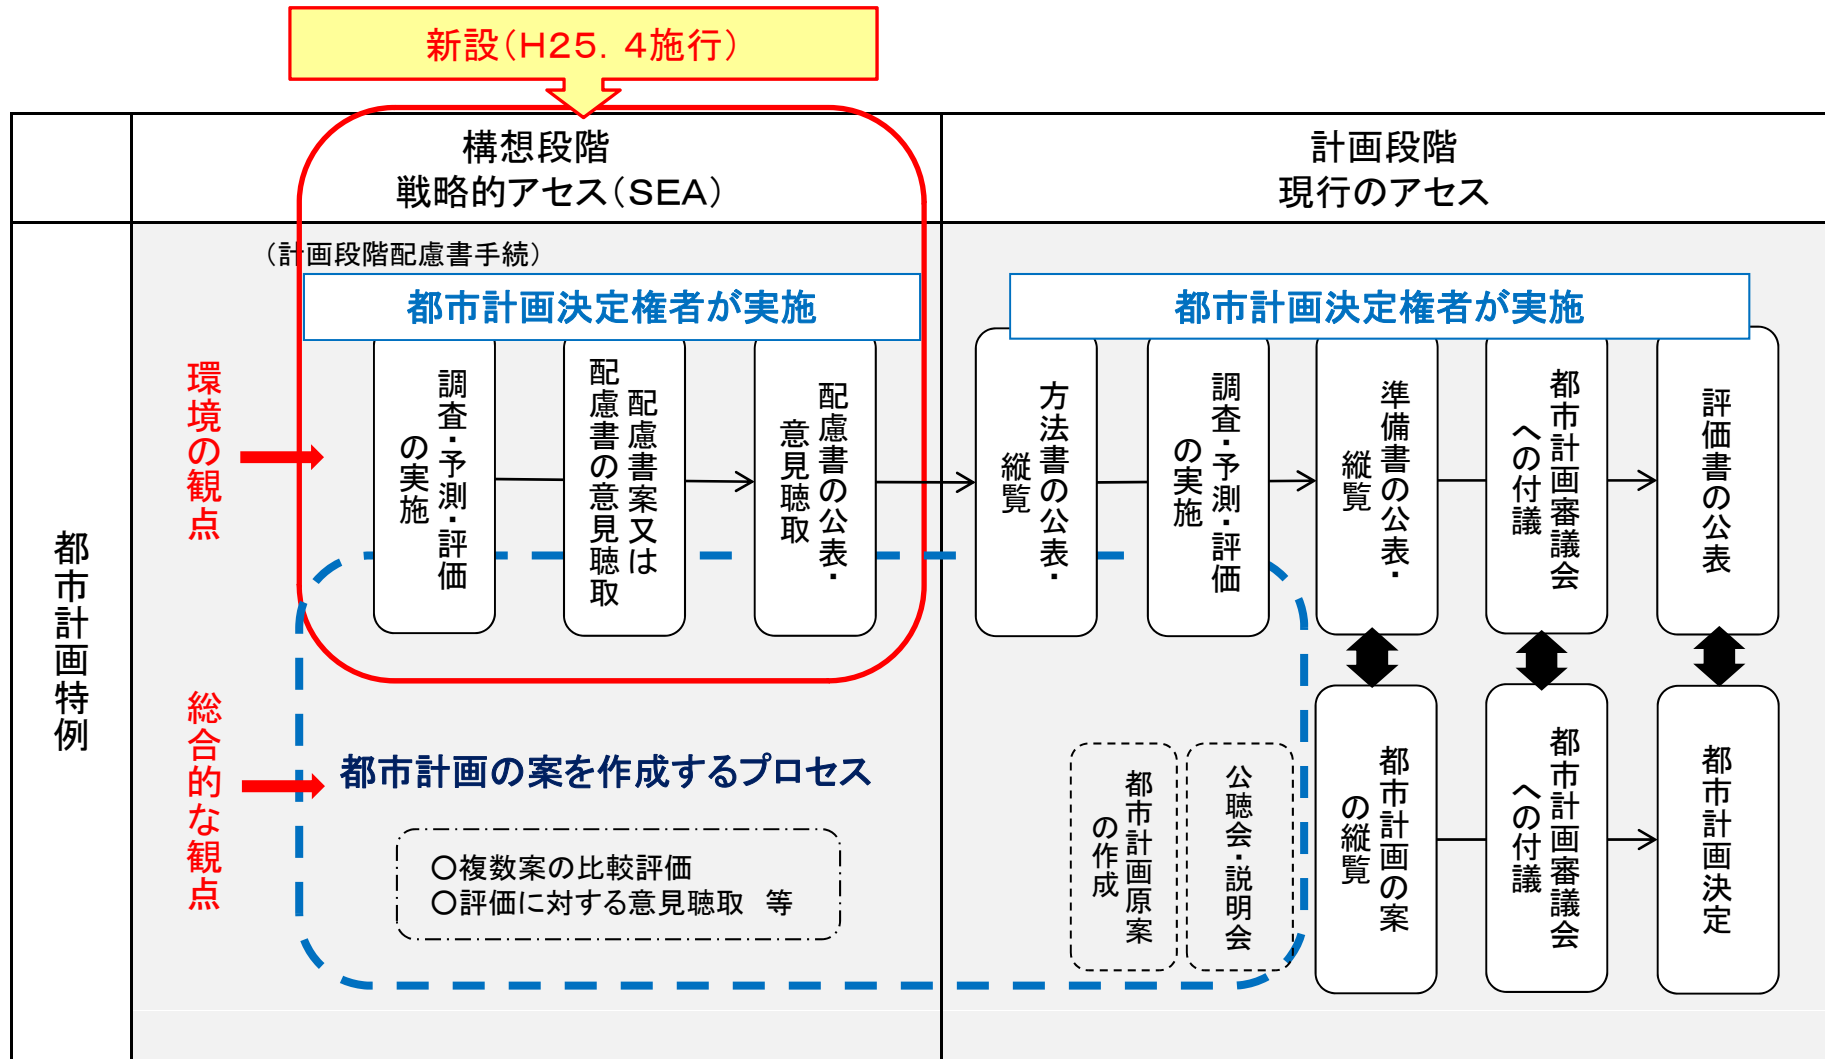 新設（Ｈ２５．４施行）
構想段階
戦略的アセス（ＳＥＡ）
計画段階
現行のアセス
都市計画特例
（計画段階配慮書手続）
都市計画決定権者が実施
都市計画決定権者が実施
環境の観点
調査・予測・評価
の実施
配慮書案又は
配慮書の意見聴取
配慮書の公表・
意見聴取
方法書の公表・
縦覧
調査・予測・評価
の実施
準備書の公表・
縦覧
都市計画審議会
への付議
評価書の公表
総合的な観点
都市計画の案を作成するプロセス
○複数案の比較評価
○評価に対する意見聴取　等
都市計画原案
の作成
公聴会・説明会
都市計画の案
の縦覧
都市計画審議会
への付議
都市計画決定